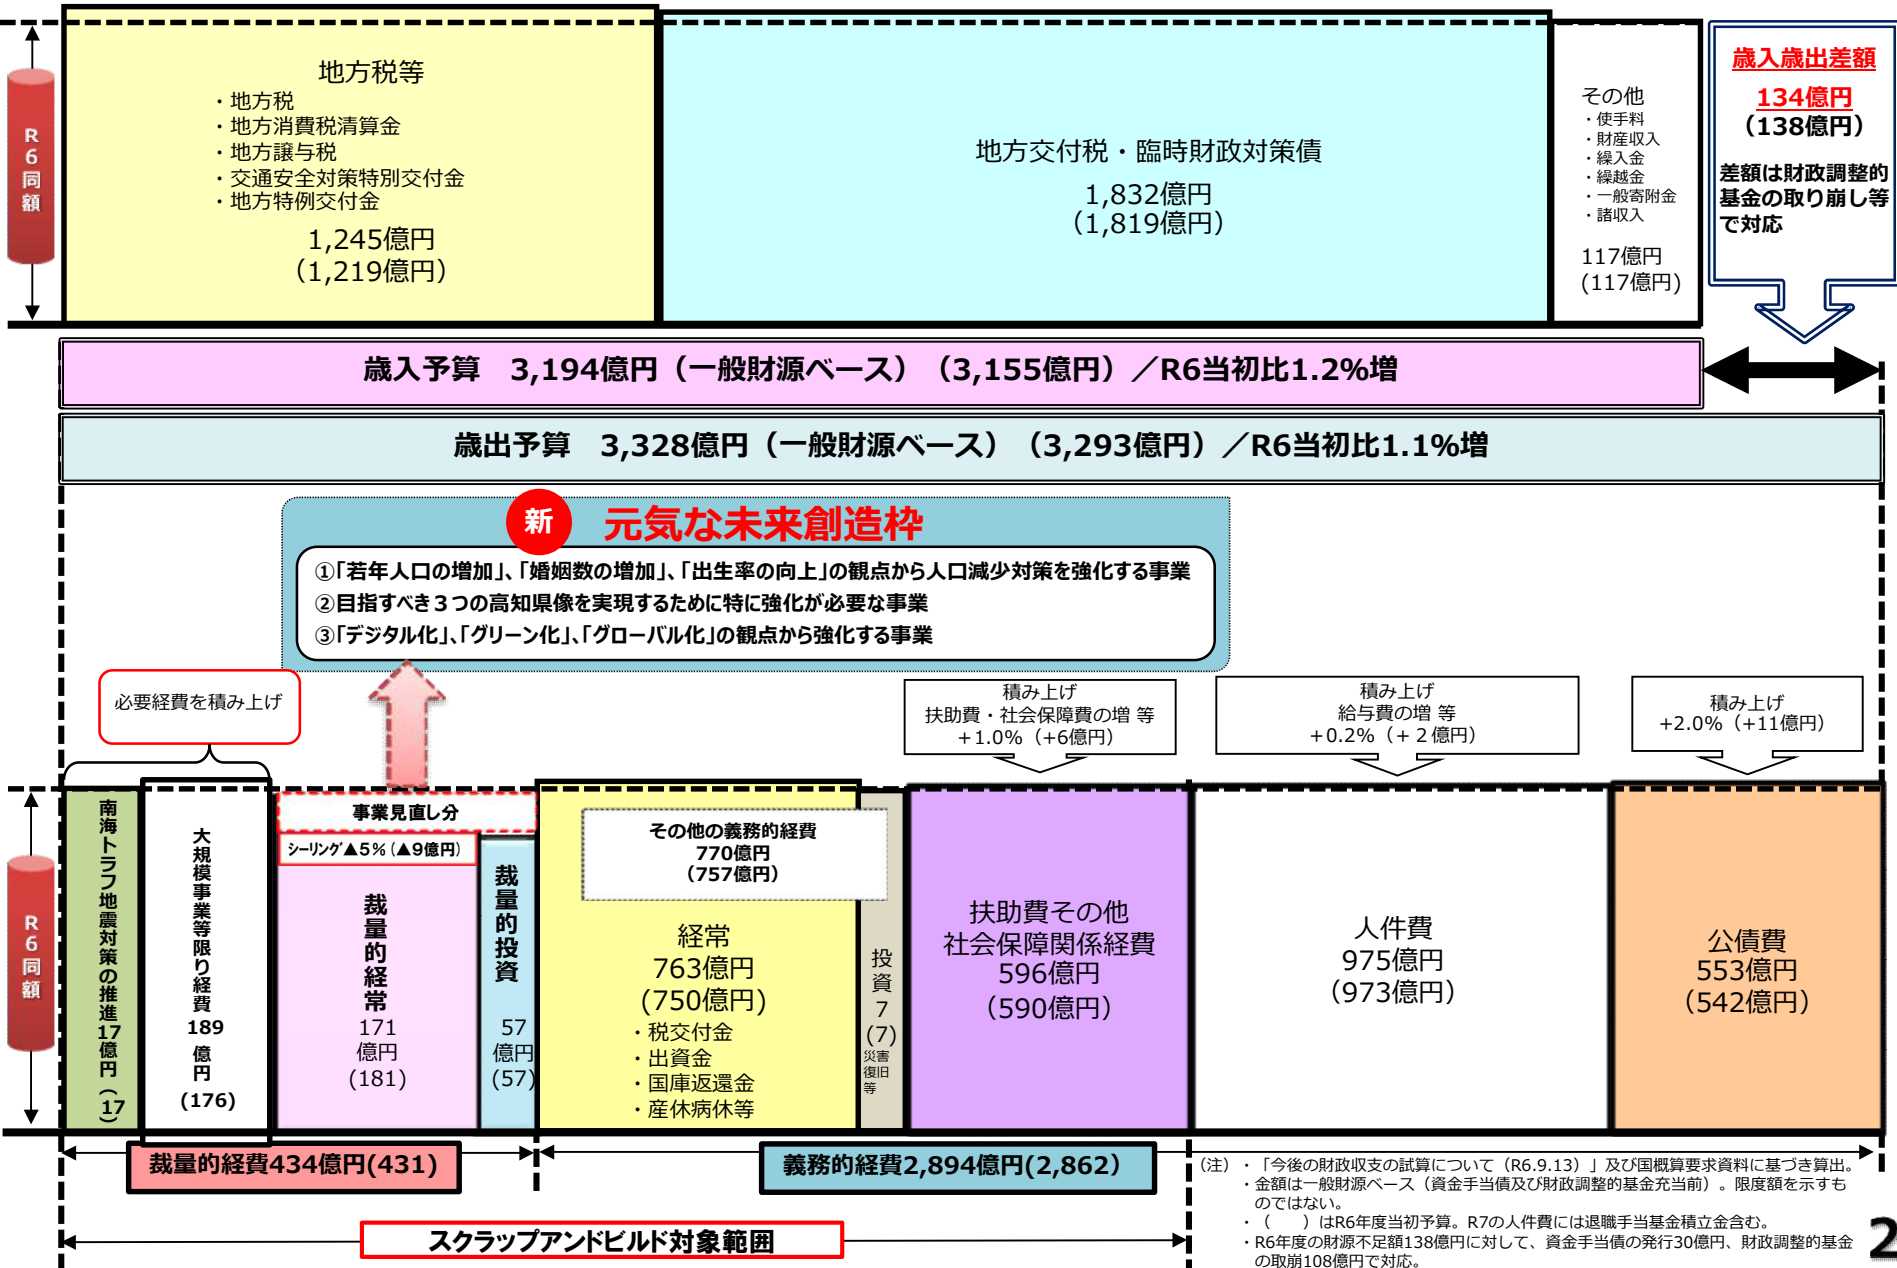 R6同額
地方税等
・地方税
・地方消費税清算金
・地方譲与税
・交通安全対策特別交付金
・地方特例交付金
1,245億円
(1,219億円)
地方交付税・臨時財政対策債
1,832億円
(1,819億円)
その他
・使手料
・財産収入
・繰入金
・繰越金
・一般寄附金
・諸収入
117億円
(117億円)
歳入歳出差額
134億円
(138億円)
差額は財政調整的
基金の取り崩し等
で対応
歳入予算 3,194億円(一般財源ベース)(3,155億円)/R6当初比1.2%増
歳出予算 3,328億円(一般財源ベース)(3,293億円)/R6当初比1.1%増
新 元気な未来創造枠
①「若年人口の増加」、「婚姻数の増加」、「出生率の向上」の観点から人口減少対策を強化する事業
②目指すべき3つの高知県像を実現するために特に強化が必要な事業
③「デジタル化」、「グリーン化」、「グローバル化」の観点から強化する事業
必要経費を積み上げ
積み上げ
扶助費・社会保障費の増 等
+1.0%(+6億円)
積み上げ
給与費の増 等
+0.2%(+2億円)
積み上げ
+2.0%(+11億円)
R6同額
南海トラフ地震対策の推進17億円(17)
大規模事業等限り経費
189
億円
(176)
事業見直し分
シーリング▲5%(▲9億円)
裁量的経常
171
億円
(181)
裁量的投資
57
億円
(57)
その他の義務的経費
770億円
(757億円)
経常
763億円
(750億円)
・税交付金
・出資金
・国庫返還金
・産休病休等
投資
7
(7)
災害
復旧
等
扶助費その他
社会保障関係経費
596億円
(590億円)
人件費
975億円
(973億円)
公債費
553億円
(542億円)
裁量的経費434億円(431)
義務的経費2,894億円(2,862)
スクラップアンドビルド対象範囲
(注)・「今後の財政収支の試算について(R6.9.13)」及び国概算要求資料に基づき算出。
・金額は一般財源ベース(資金手当債及び財政調整的基金充当前)。限度額を示すも
のではない。
・( )はR6年度当初予算。R7の人件費には退職手当基金積立金含む。
・R6年度の財源不足額138億円に対して、資金手当債の発行30億円、財政調整的基金
の取崩108億円で対応。
2